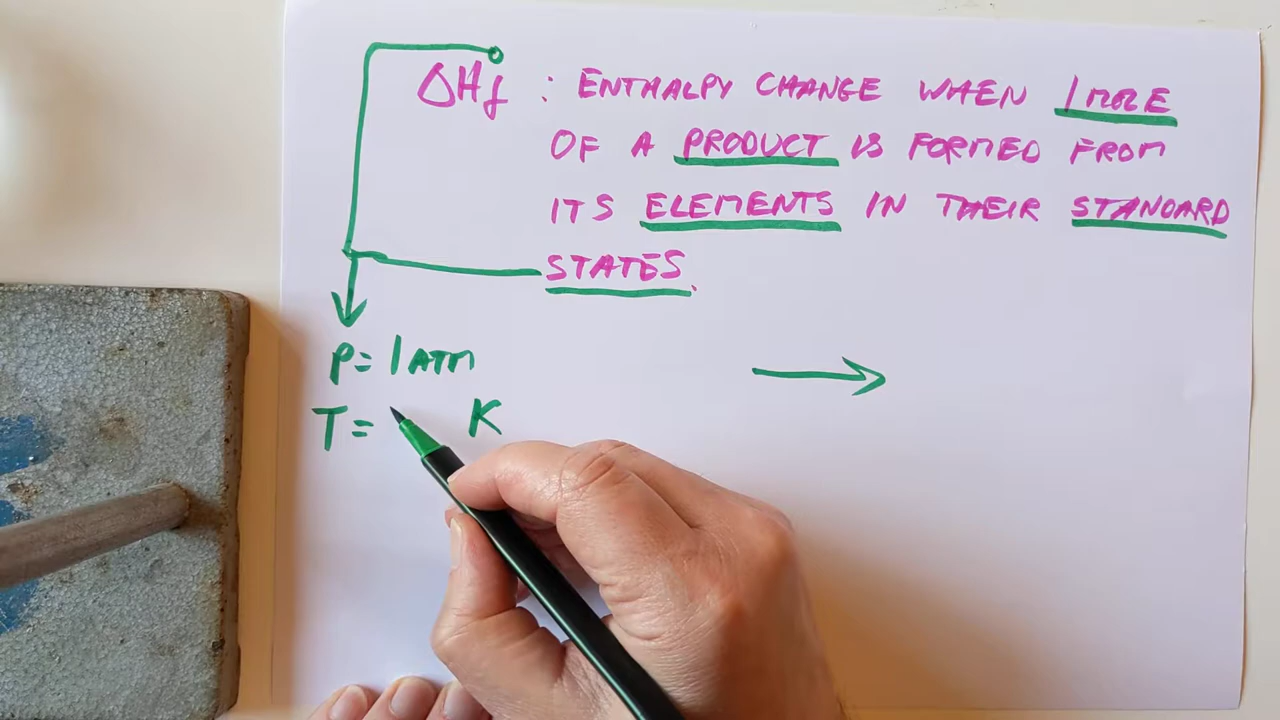 ΔHf° : ENTHALPY CHANGE WHEN 1 MOLE
OF A PRODUCT IS FORMED FROM
ITS ELEMENTS IN THEIR STANDARD
STATES.
P= 1 ATM
T= K